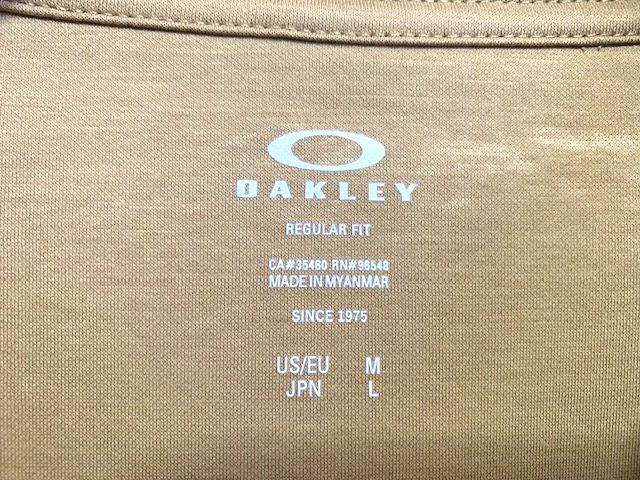 OAKLEY
REGULAR FIT
CA#35460 RN#96548
MADE IN MYANMAR
SINCE 1975
US/EU M
JPN L